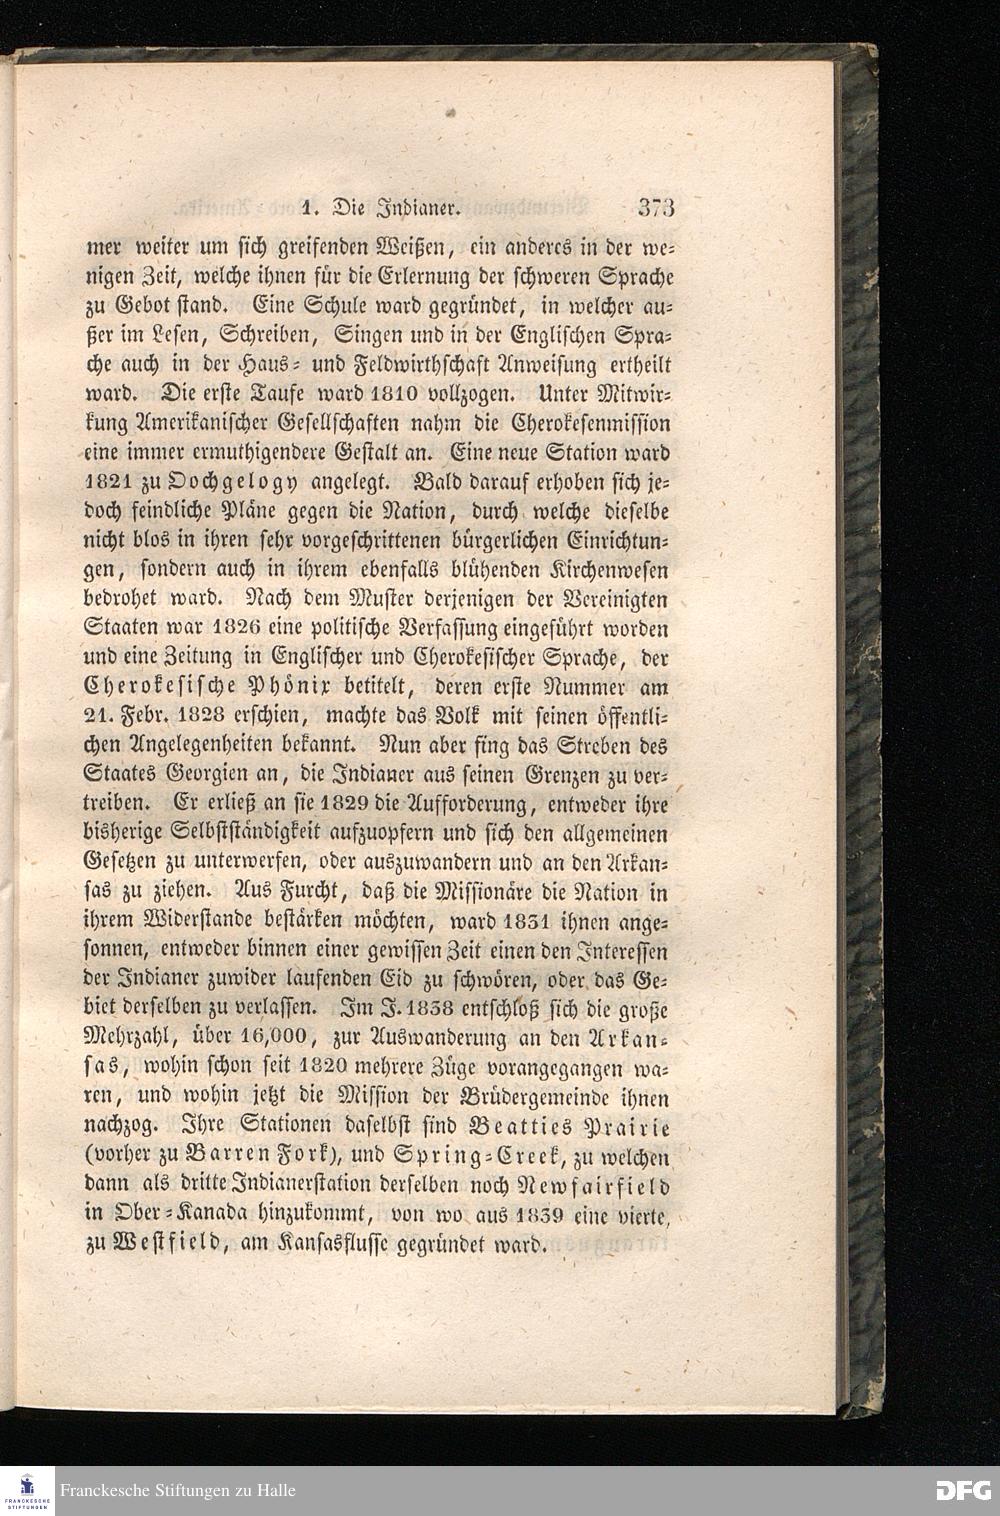 1. Die Indianer. 373
mer weiter um sich greifenden Weißen, ein anderes in der we-
nigen Zeit, welche ihnen für die Erlernung der schweren Sprache
zu Gebot stand. Eine Schule ward gegründet, in welcher au-
ßer im Lesen, Schreiben, Singen und in der Englischen Spra-
che auch in der Haus- und Feldwirthschaft Anweisung ertheilt
ward. Die erste Taufe ward 1810 vollzogen. Unter Mitwir-
kung Amerikanischer Gesellschaften nahm die Cherokesenmission
eine immer ermuthigendere Gestalt an. Eine neue Station ward
1821 zu Oochgelogy angelegt. Bald darauf erhoben sich je-
doch feindliche Pläne gegen die Nation, durch welche dieselbe
nicht blos in ihren sehr vorgeschrittenen bürgerlichen Einrichtun-
gen, sondern auch in ihrem ebenfalls blühenden Kirchenwesen
bedrohet ward. Nach dem Muster derjenigen der Vereinigten
Staaten war 1826 eine politische Verfassung eingeführt worden
und eine Zeitung in Englischer und Cherokesischer Sprache, der
Cherokesische Phönix betitelt, deren erste Nummer am
21. Febr. 1828 erschien, machte das Volk mit seinen öffentli-
chen Angelegenheiten bekannt. Nun aber fing das Streben des
Staates Georgien an, die Indianer aus seinen Grenzen zu ver-
treiben. Er erließ an sie 1829 die Aufforderung, entweder ihre
bisherige Selbstständigkeit aufzuopfern und sich den allgemeinen
Gesetzen zu unterwerfen, oder auszuwandern und an den Arkan-
sas zu ziehen. Aus Furcht, daß die Missionäre die Nation in
ihrem Widerstande bestärken möchten, ward 1831 ihnen ange-
sonnen, entweder binnen einer gewissen Zeit einen den Interessen
der Indianer zuwider laufenden Eid zu schwören, oder das Ge-
biet derselben zu verlassen. Im J. 1838 entschloß sich die große
Mehrzahl, über 16,000, zur Auswanderung an den Arkan-
sas, wohin schon seit 1820 mehrere Züge vorangegangen wa-
ren, und wohin jetzt die Mission der Brüdergemeinde ihnen
nachzog. Ihre Stationen daselbst sind Beatties Prairie
(vorher zu Barren Fork), und Spring-Creek, zu welchen
dann als dritte Indianerstation derselben noch Newfairfield
in Ober-Kanada hinzukommt, von wo aus 1839 eine vierte,
zu Westfield, am Kansasflusse gegründet ward.
FRANCKESCHE
STIFTUNGEN
Franckesche Stiftungen zu Halle
DFG